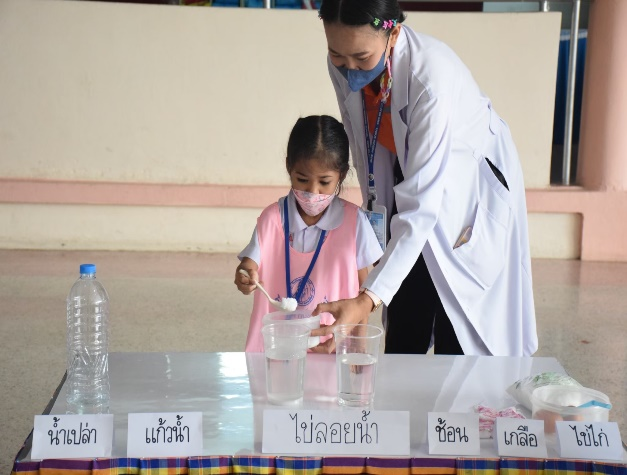 น้ำเปล่า
แก้วน้ำ
ไข่ลอยน้ำ
ช้อน
เกลือ
ไข่ไก่